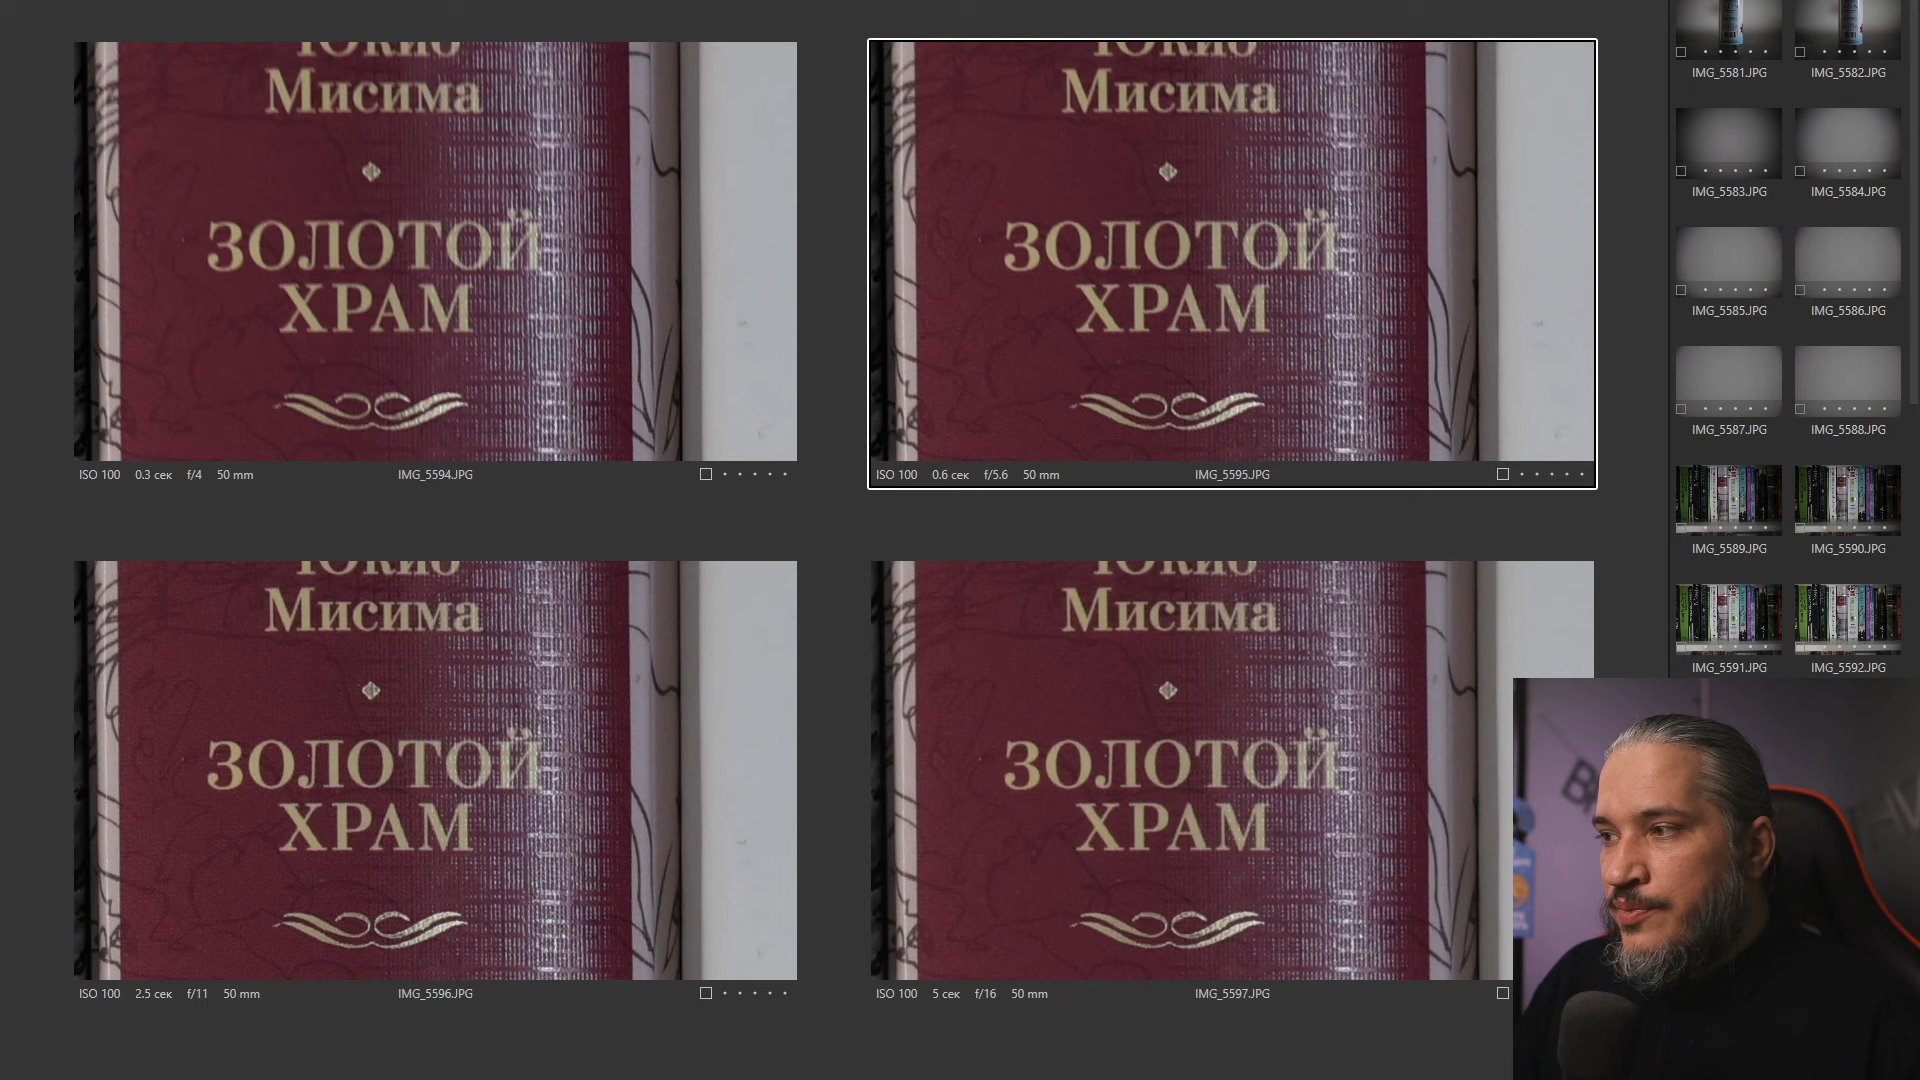 Юкио
Мисима
ЗОЛОТОЙ
ХРАМ
ISO 100 0.3 сек f/4 50 mm IMG_5594.JPG
Юкио
Мисима
ЗОЛОТОЙ
ХРАМ
ISO 100 0.6 сек f/5.6 50 mm IMG_5595.JPG
Юкио
Мисима
ЗОЛОТОЙ
ХРАМ
ISO 100 2.5 сек f/11 50 mm IMG_5596.JPG
Юкио
Мисима
ЗОЛОТОЙ
ХРАМ
ISO 100 5 сек f/16 50 mm IMG_5597.JPG
IMG_5581.JPG IMG_5582.JPG
IMG_5583.JPG IMG_5584.JPG
IMG_5585.JPG IMG_5586.JPG
IMG_5587.JPG IMG_5588.JPG
IMG_5589.JPG IMG_5590.JPG
IMG_5591.JPG IMG_5592.JPG